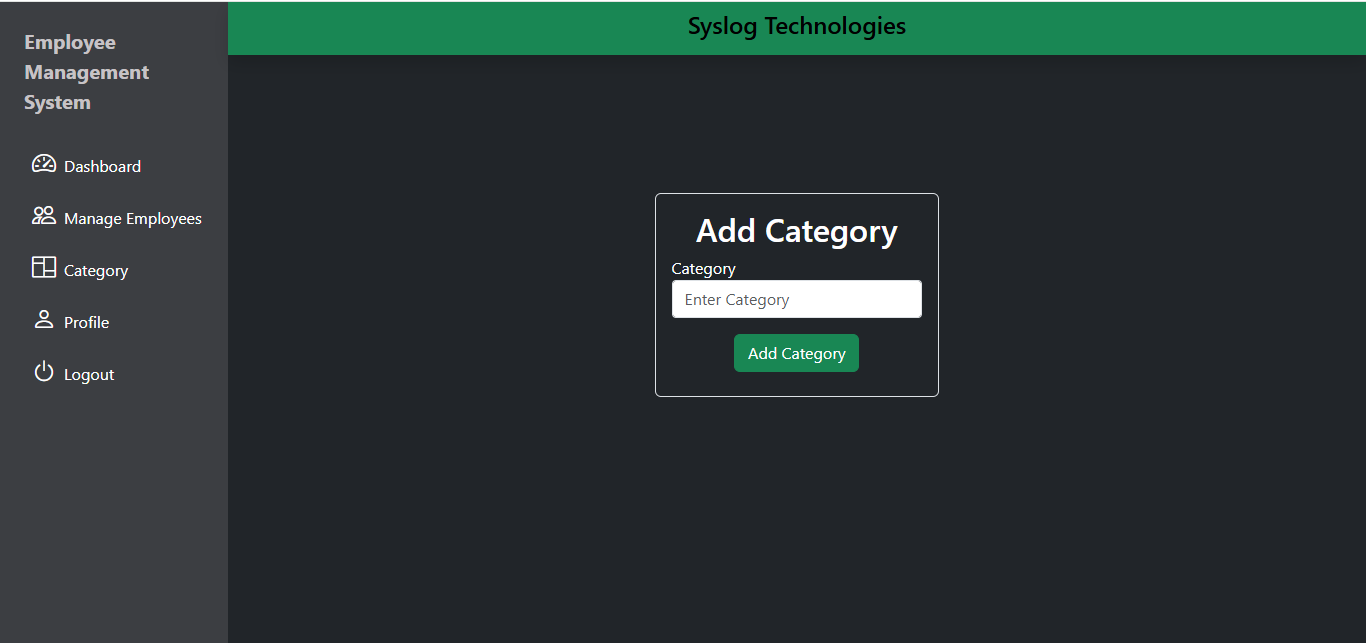 Employee
Management
System
Dashboard
Manage Employees
Category
Profile
Logout
Syslog Technologies
Add Category
Category
Enter Category
Add Category